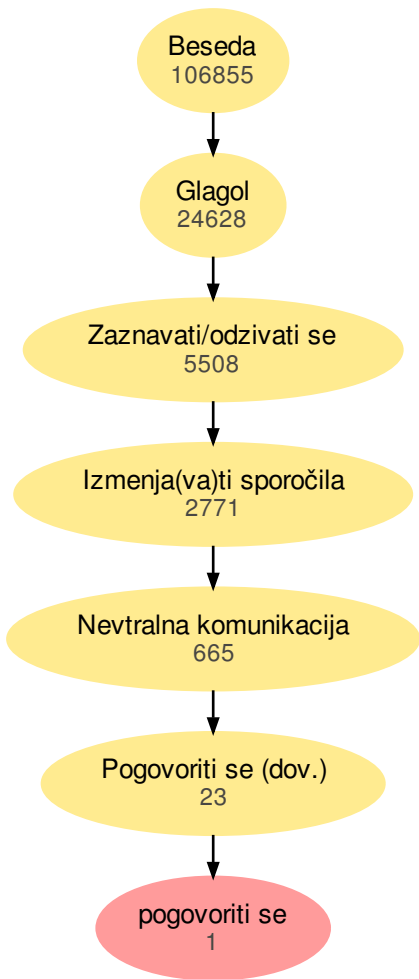 Beseda
106855
Glagol
24628
Zaznavati/odzivati se
5508
Izmenja(va)ti sporočila
2771
Nevtralna komunikacija
665
Pogovoriti se (dov.)
23
pogovoriti se
1